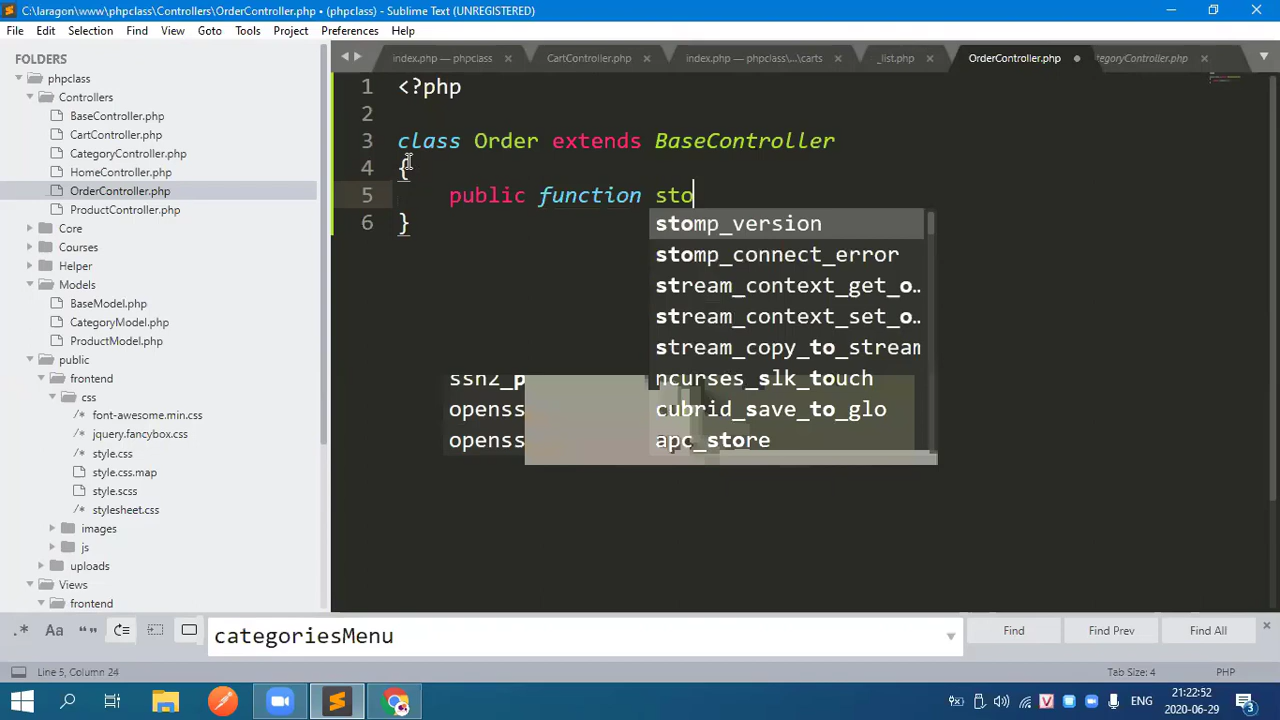 C:\laragon\www\phpclass\Controllers\OrderController.php • (phpclass) - Sublime Text (UNREGISTERED)
File Edit Selection Find View Goto Tools Project Preferences Help
FOLDERS
phpclass
Controllers
BaseController.php
CartController.php
CategoryController.php
HomeController.php
OrderController.php
ProductController.php
Core
Courses
Helper
Models
BaseModel.php
CategoryModel.php
ProductModel.php
public
frontend
css
font-awesome.min.css
jquery.fancybox.css
style.css
style.css.map
style.scss
stylesheet.css
images
js
uploads
Views
frontend
index.php — phpclass
CartController.php
index.php — phpclass\...\carts
_list.php
OrderController.php
tegoryController.php
1 <?php
2
3 class Order extends BaseController
4 {
5 public function sto
6 }
stomp_version
stomp_connect_error
stream_context_get_o..
stream_context_set_o..
stream_copy_to_stream
ncurses_slk_touch
cubrid_save_to_glo
apc_store
ssh2_p
openss
openss
.* Aa “”
categoriesMenu
Find Find Prev Find All
Line 5, Column 24
Tab Size: 4 PHP
ENG
21:22:52
2020-06-29
3